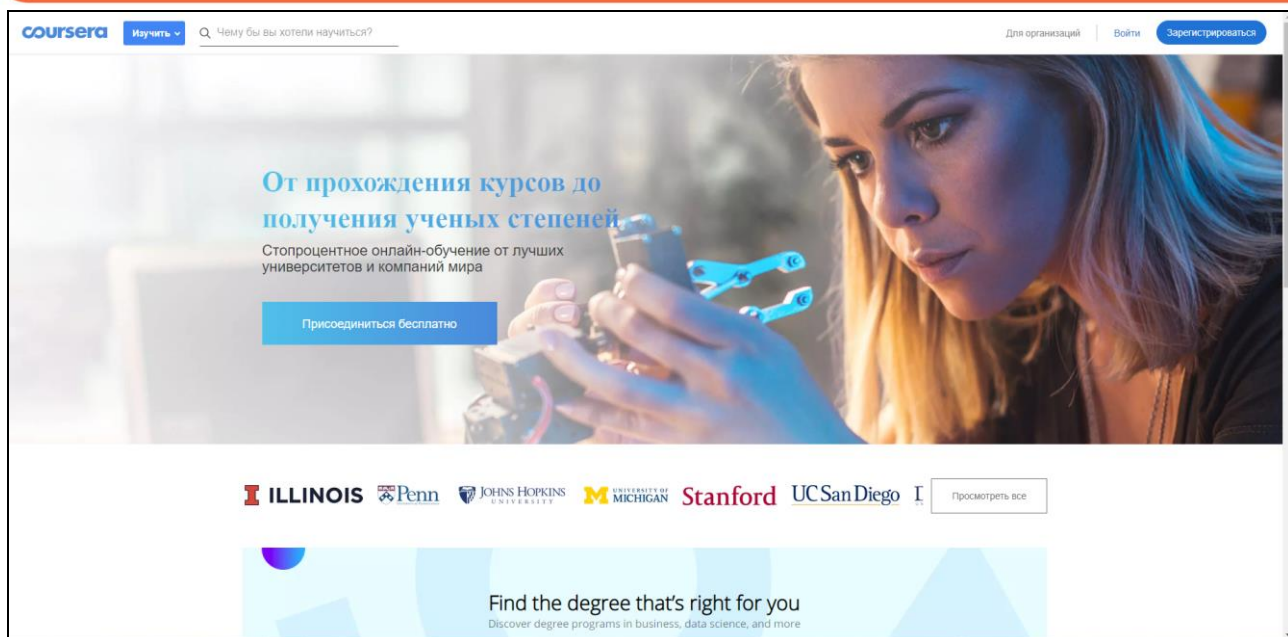 coursera
Изучить
Чему бы вы хотели научиться?
Для организаций
Войти
Зарегистрироваться
От прохождения курсов до
получения ученых степеней
Стопроцентное онлайн-обучение от лучших
университетов и компаний мира
Присоединиться бесплатно
I ILLINOIS
Penn
JOHNS HOPKINS
UNIVERSITY
M UNIVERSITY OF
MICHIGAN
Stanford
UC San Diego
Просмотреть все
Find the degree that's right for you
Discover degree programs in business, data science, and more